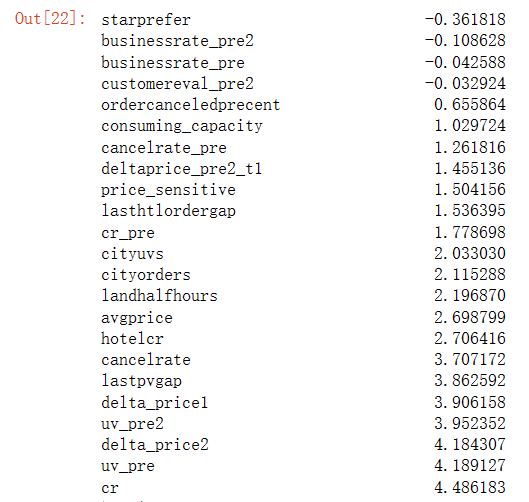 Out[22]: starprefer -0.361818
businessrate_pre2 -0.108628
businessrate_pre -0.042588
customereval_pre2 -0.032924
ordercanceledprecent 0.655864
consuming_capacity 1.029724
cancelrate_pre 1.261816
deltaprice_pre2_t1 1.455136
price_sensitive 1.504156
lasthtlordergap 1.536395
cr_pre 1.778698
cityuvs 2.033030
cityorders 2.115288
landhalfhours 2.196870
avgprice 2.698799
hotelcr 2.706416
cancelrate 3.707172
lastpvgap 3.862592
delta_price1 3.906158
uv_pre2 3.952352
delta_price2 4.184307
uv_pre 4.189127
cr 4.486183